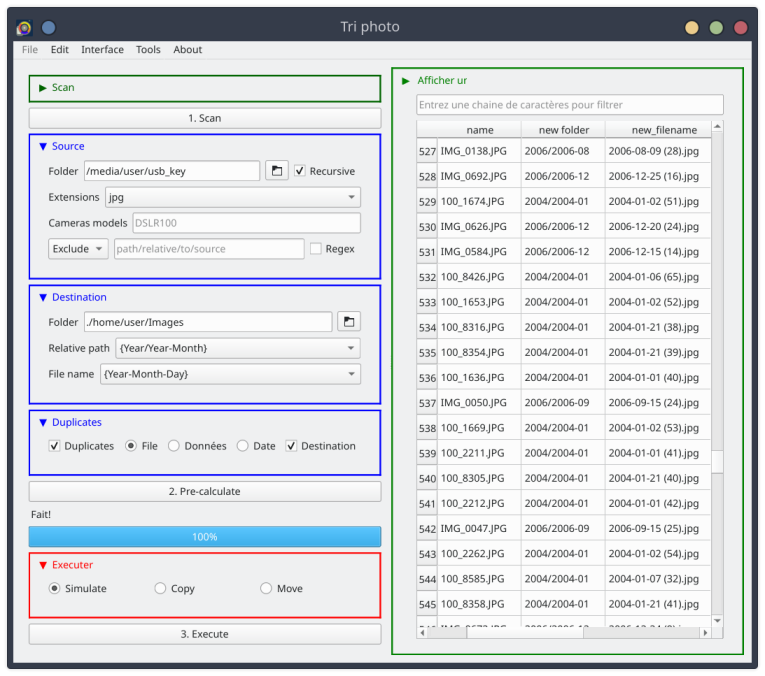 Tri photo
File Edit Interface Tools About
▶ Scan
1. Scan
▼ Source
Folder /media/user/usb_key Recursive
Extensions jpg
Cameras models DSLR100
Exclude path/relative/to/source Regex
▼ Destination
Folder ./home/user/Images
Relative path {Year/Year-Month}
File name {Year-Month-Day}
▼ Duplicates
Duplicates File Données Date Destination
2. Pre-calculate
Fait!
100%
▼ Executer
Simulate Copy Move
3. Execute
▶ Afficher ur
Entrez une chaine de caractères pour filtrer
name new folder new_filename
527 IMG_0138.JPG 2006/2006-08 2006-08-09 (28).jpg
528 IMG_0692.JPG 2006/2006-12 2006-12-25 (16).jpg
529 100_1674.JPG 2004/2004-01 2004-01-02 (51).jpg
530 IMG_0626.JPG 2006/2006-12 2006-12-20 (24).jpg
531 IMG_0584.JPG 2006/2006-12 2006-12-15 (14).jpg
532 100_8426.JPG 2004/2004-01 2004-01-06 (65).jpg
533 100_1653.JPG 2004/2004-01 2004-01-02 (52).jpg
534 100_8316.JPG 2004/2004-01 2004-01-21 (38).jpg
535 100_8354.JPG 2004/2004-01 2004-01-21 (39).jpg
536 100_1636.JPG 2004/2004-01 2004-01-01 (40).jpg
537 IMG_0050.JPG 2006/2006-09 2006-09-15 (24).jpg
538 100_1669.JPG 2004/2004-01 2004-01-02 (53).jpg
539 100_2211.JPG 2004/2004-01 2004-01-01 (41).jpg
540 100_8305.JPG 2004/2004-01 2004-01-21 (40).jpg
541 100_2212.JPG 2004/2004-01 2004-01-01 (42).jpg
542 IMG_0047.JPG 2006/2006-09 2006-09-15 (25).jpg
543 100_2262.JPG 2004/2004-01 2004-01-02 (54).jpg
544 100_8585.JPG 2004/2004-01 2004-01-07 (32).jpg
545 100_8358.JPG 2004/2004-01 2004-01-21 (41).jpg